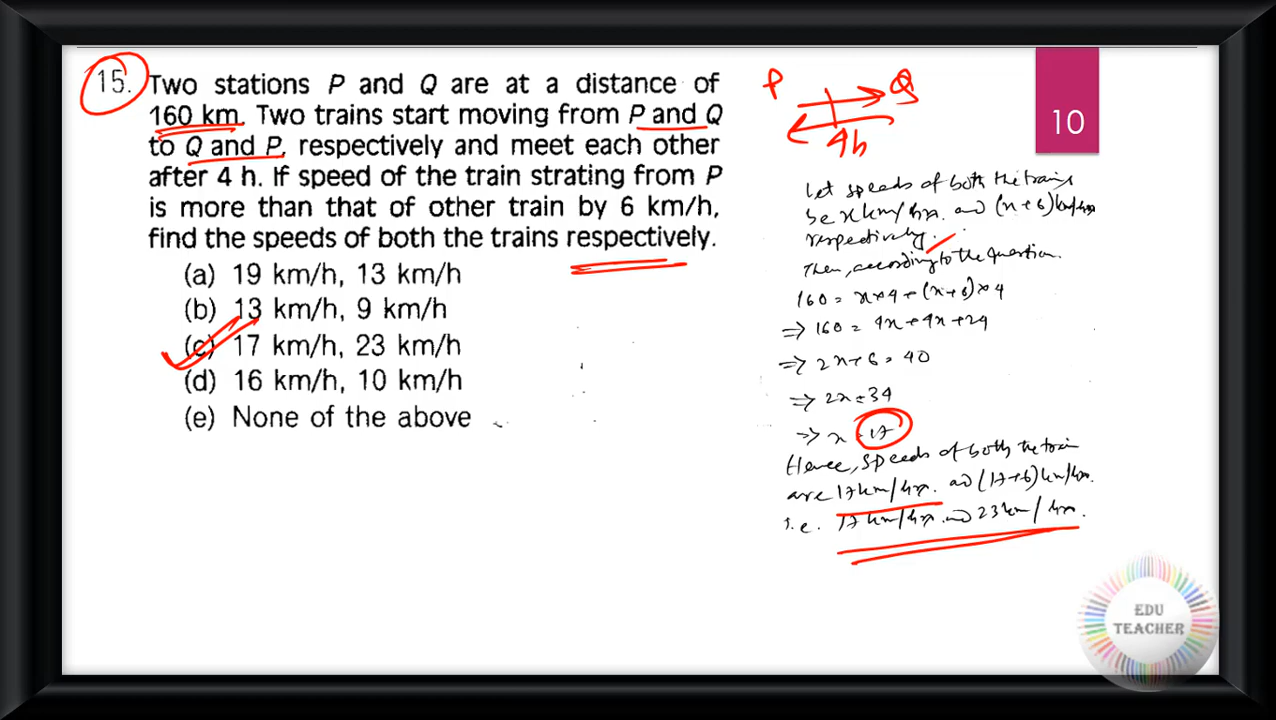 15. Two stations P and Q are at a distance of
160 km. Two trains start moving from P and Q
to Q and P, respectively and meet each other
after 4 h. If speed of the train strating from P
is more than that of other train by 6 km/h,
find the speeds of both the trains respectively.
(a) 19 km/h, 13 km/h
(b) 13 km/h, 9 km/h
(c) 17 km/h, 23 km/h
(d) 16 km/h, 10 km/h
(e) None of the above
P Q
4h
10
Let speeds of both the trains
be x km/hr. and (x+6) km/hr
respectively.
Then, according to the question.
160 = x×4 + (x+6)×4
⇒ 160 = 4x+4x+24
⇒ 2x+6 = 40
⇒ 2x = 34
⇒ x = 17
Hence, speeds of both the train
are 17 km/hr. and (17+6) km/hr.
i.e. 17 km/hr. and 23 km/hr.
EDU
TEACHER